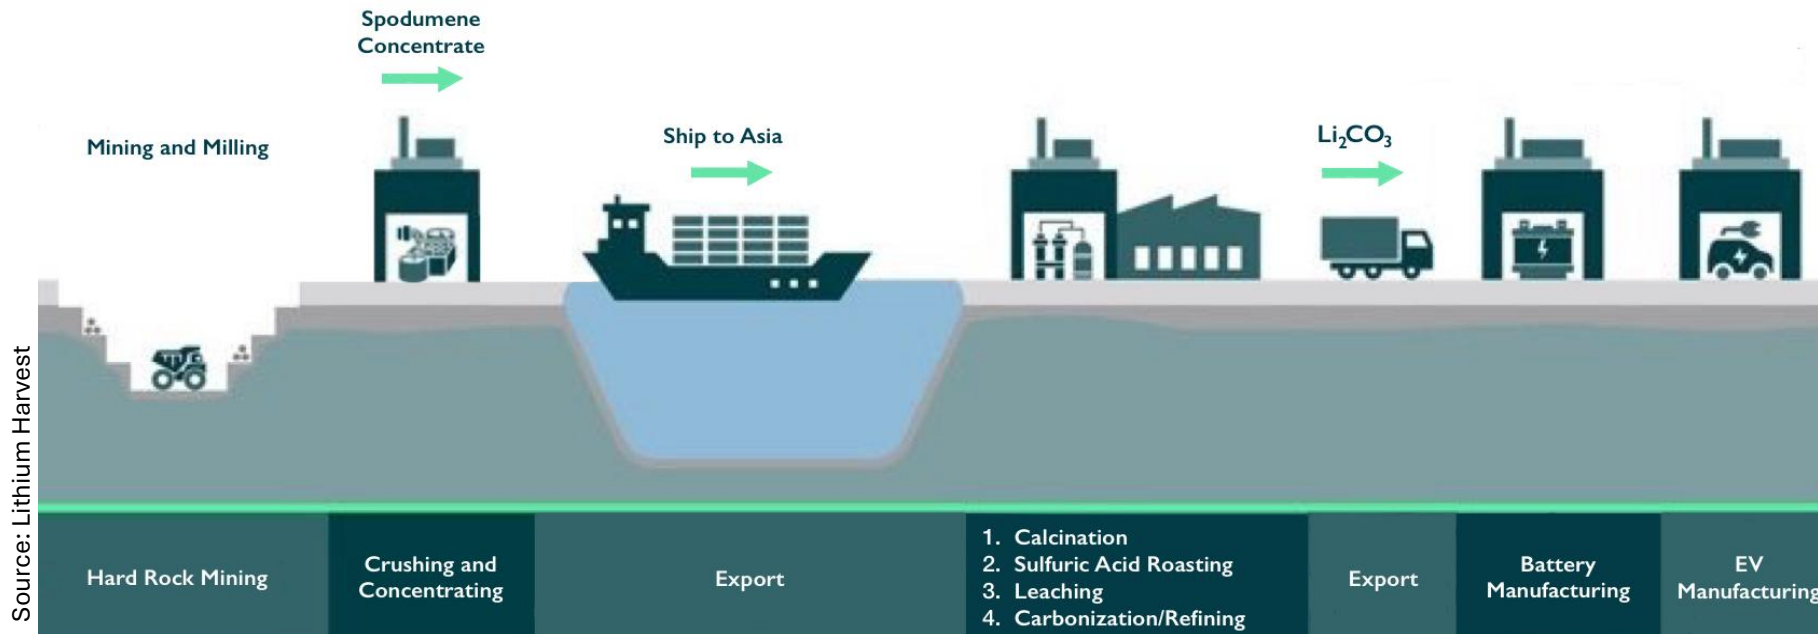 Spodumene
Concentrate
Mining and Milling
Ship to Asia
Li₂CO₃
Source: Lithium Harvest
Hard Rock Mining
Crushing and
Concentrating
Export
1. Calcination
2. Sulfuric Acid Roasting
3. Leaching
4. Carbonization/Refining
Export
Battery
Manufacturing
EV
Manufacturing